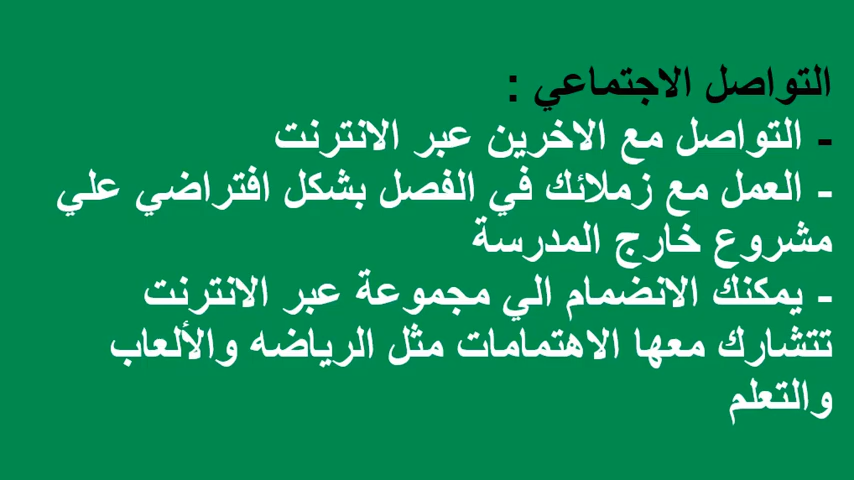 التواصل الاجتماعي :
- التواصل مع الاخرين عبر الانترنت
- العمل مع زملائك في الفصل بشكل افتراضي علي
مشروع خارج المدرسة
- يمكنك الانضمام الي مجموعة عبر الانترنت
تتشارك معها الاهتمامات مثل الرياضه والألعاب
والتعلم